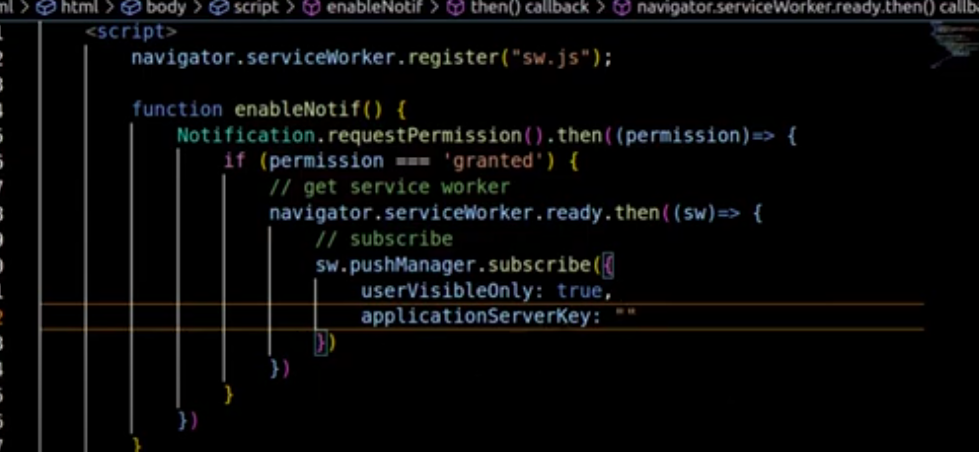 ml > html > body > script > enableNotif > then() callback > navigator.serviceWorker.ready.then() callb
<script>
navigator.serviceWorker.register("sw.js");
function enableNotif() {
Notification.requestPermission().then((permission)=> {
if (permission === 'granted') {
// get service worker
navigator.serviceWorker.ready.then((sw)=> {
// subscribe
sw.pushManager.subscribe({
userVisibleOnly: true,
applicationServerKey: ""
})
})
}
})
}